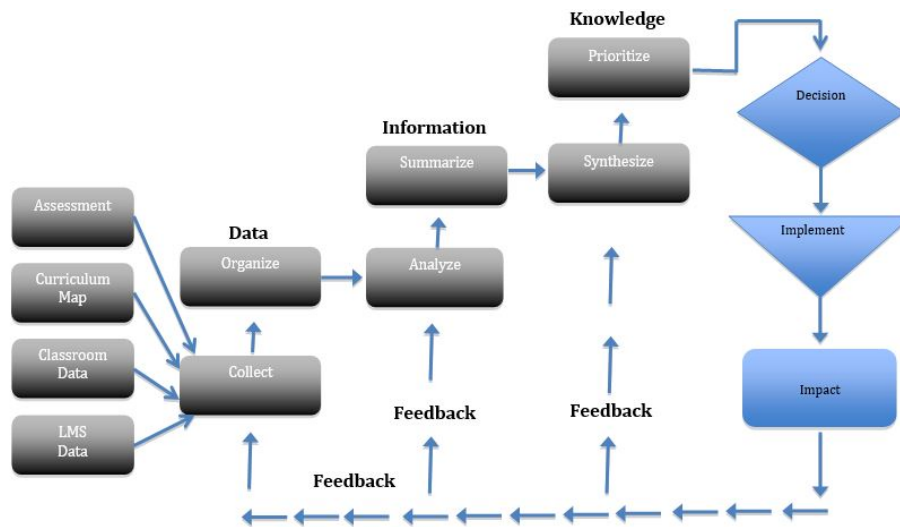 Knowledge
Prioritize
Decision
Information
Summarize
Synthesize
Assessment
Data
Organize
Analyze
Implement
Curriculum
Map
Classroom
Data
Collect
Impact
LMS
Data
Feedback
Feedback
Feedback